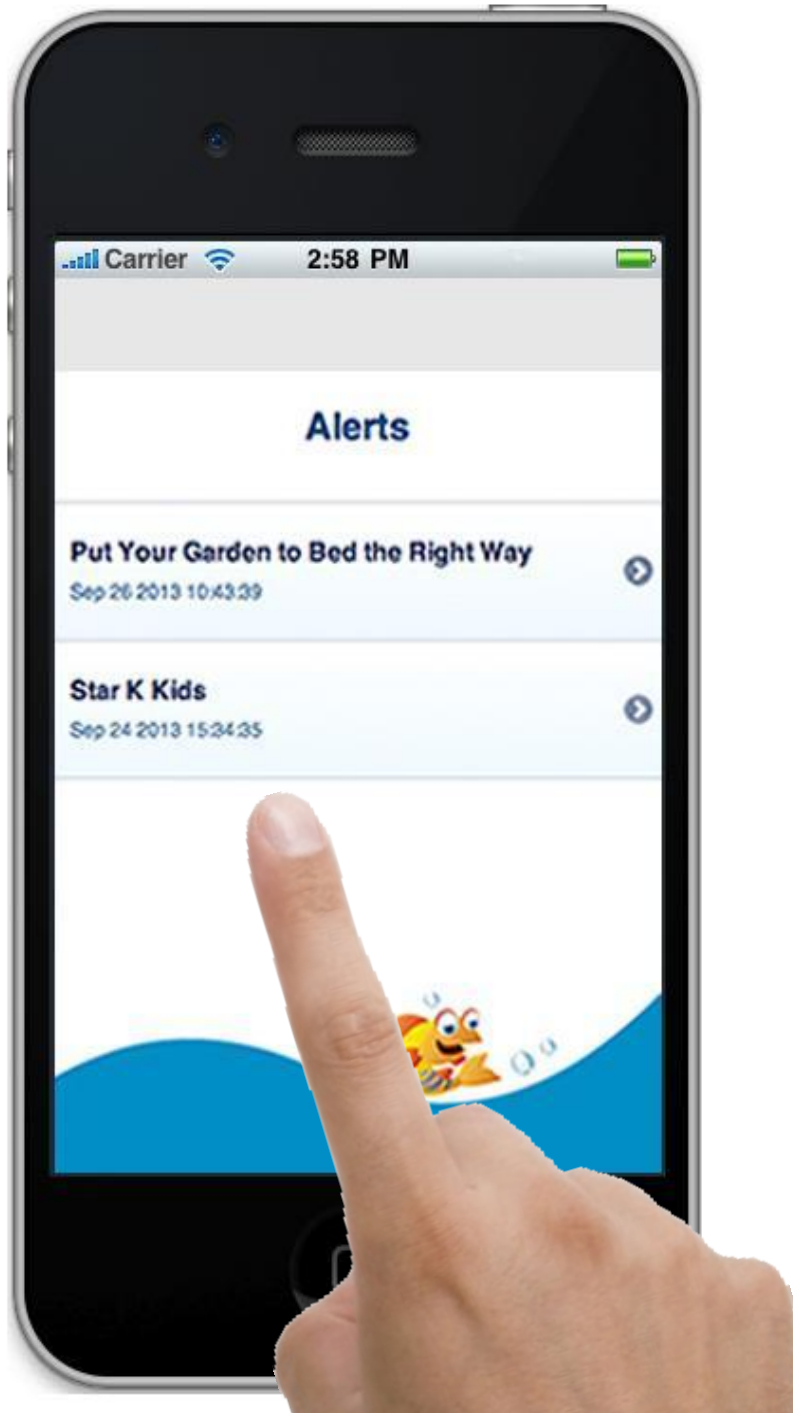 Carrier 2:58 PM
Alerts
Put Your Garden to Bed the Right Way
Sep 26 2013 10:43:39
Star K Kids
Sep 24 2013 15:34:35